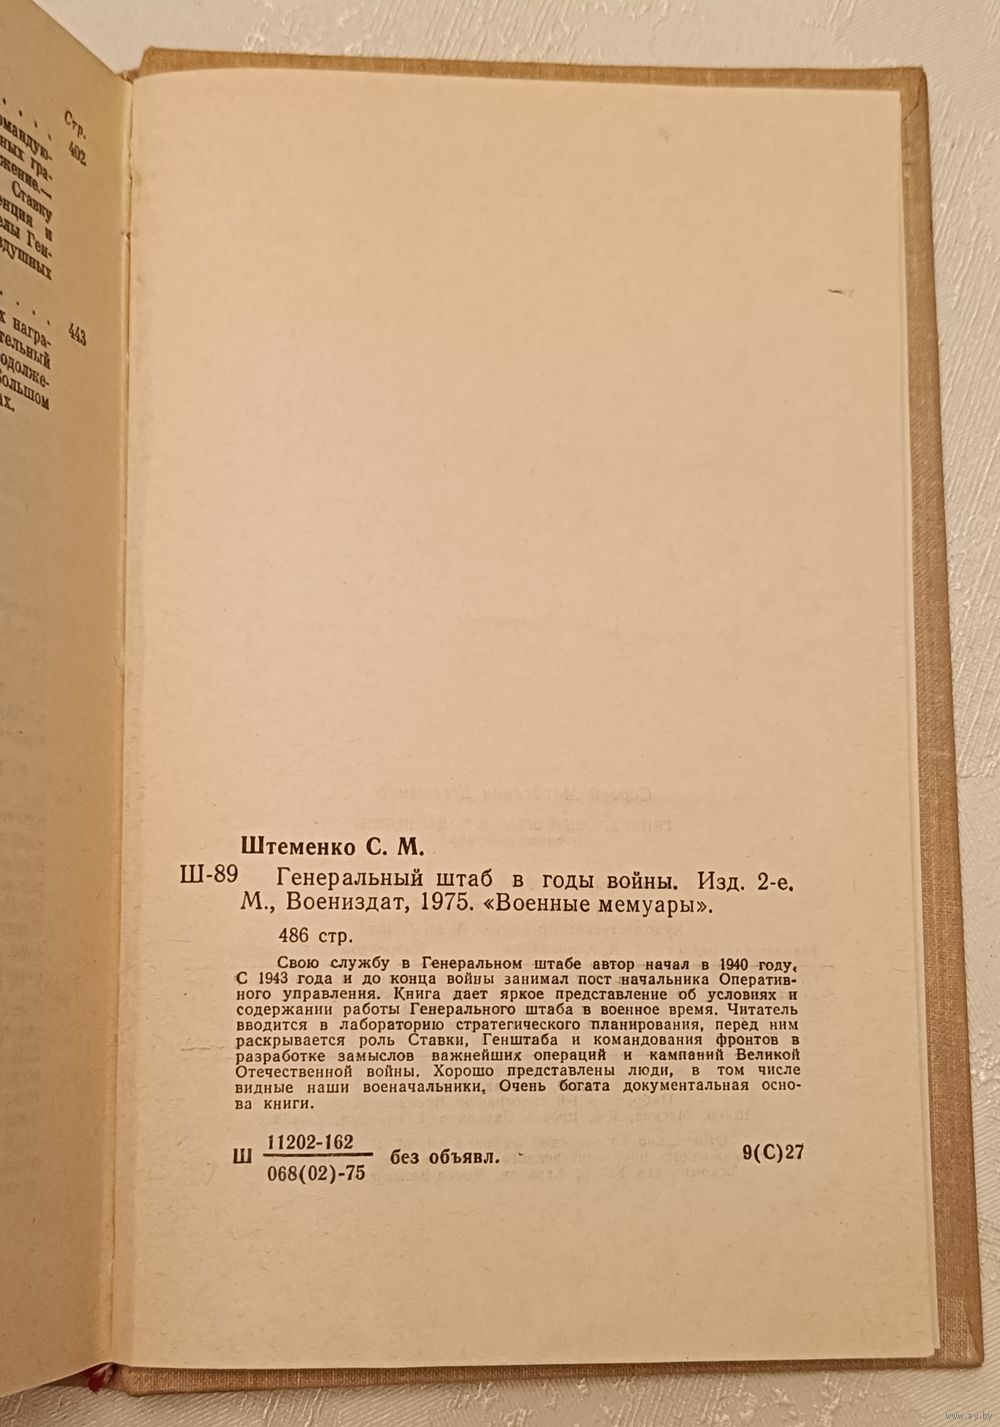 Стр.
402
Ставку
443
Штеменко С. М.
Ш-89 Генеральный штаб в годы войны. Изд. 2-е.
М., Воениздат, 1975. «Военные мемуары».
486 стр.
Свою службу в Генеральном штабе автор начал в 1940 году.
С 1943 года и до конца войны занимал пост начальника Оператив-
ного управления. Книга дает яркое представление об условиях и
содержании работы Генерального штаба в военное время. Читатель
вводится в лабораторию стратегического планирования, перед ним
раскрывается роль Ставки, Генштаба и командования фронтов в
разработке замыслов важнейших операций и кампаний Великой
Отечественной войны. Хорошо представлены люди, в том числе
видные наши военачальники. Очень богата документальная осно-
ва книги.
11202-162
Ш без объявл. 9(С)27
068(02)-75
www.ay.by